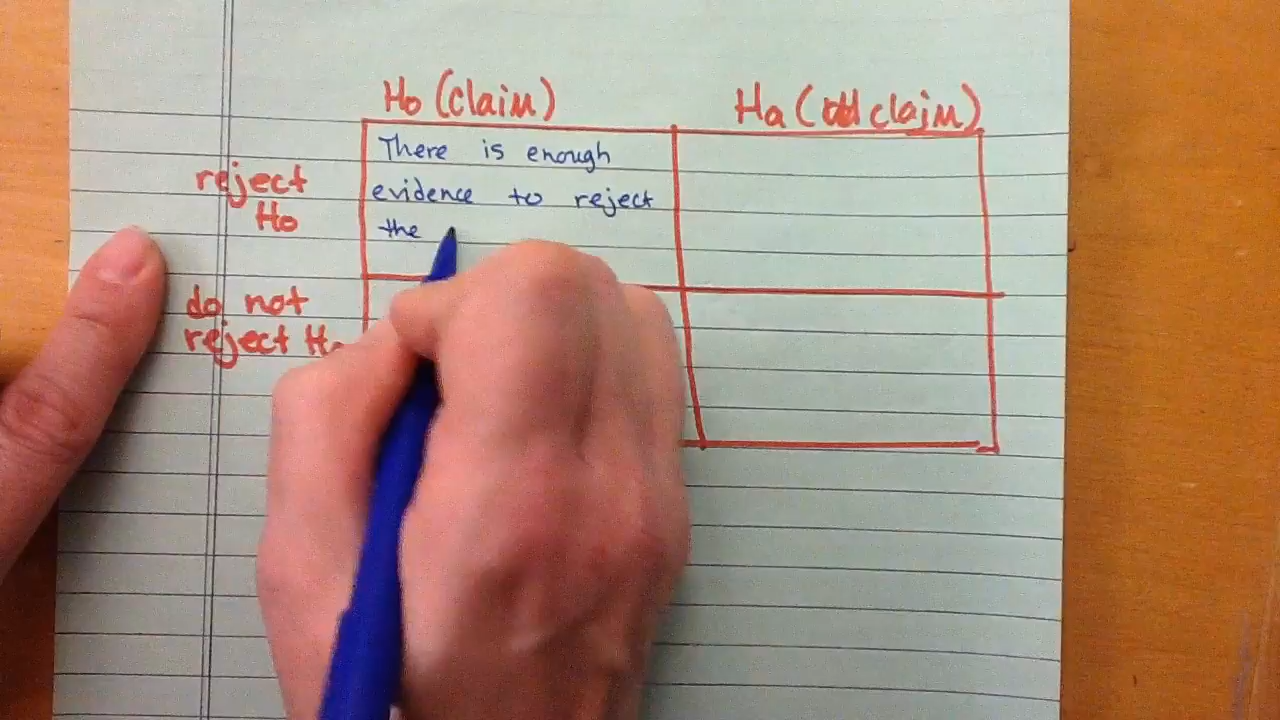 Ho (claim)
Ha ( claim)
There is enough
evidence to reject
the
reject
Ho
do not
reject H